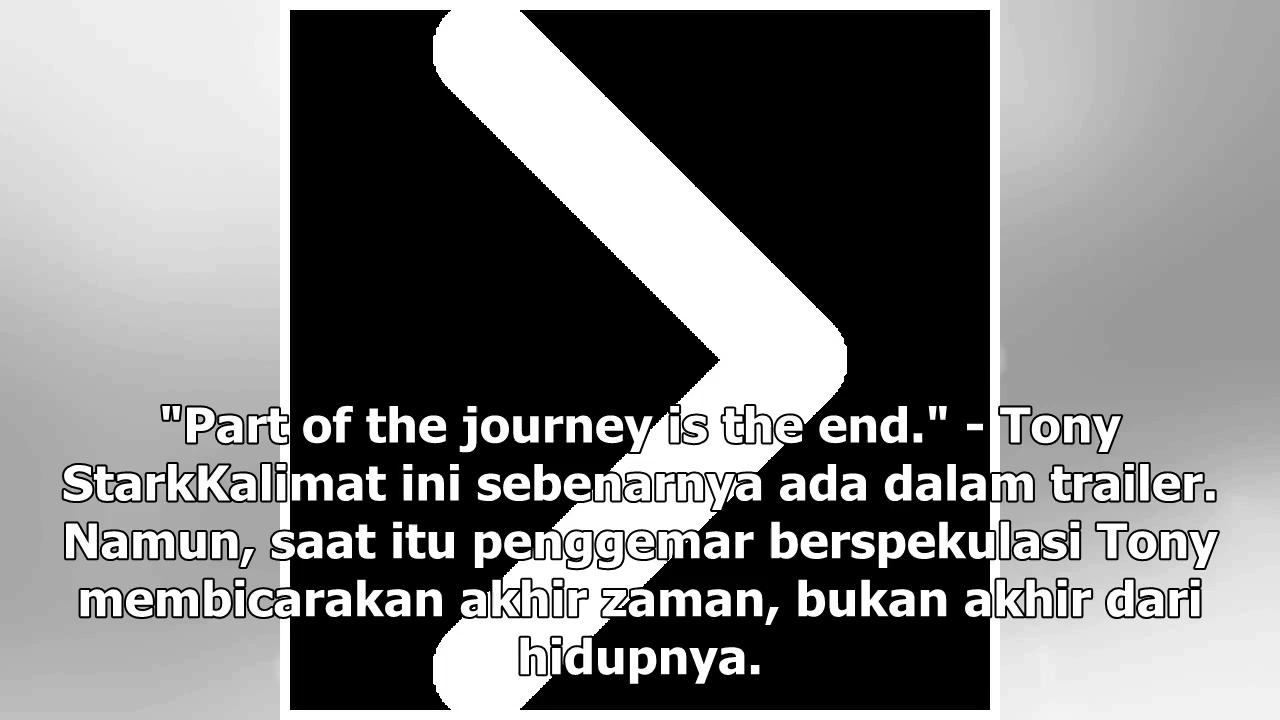 "Part of the journey is the end." - Tony
StarkKalimat ini sebenarnya ada dalam trailer.
Namun, saat itu penggemar berspekulasi Tony
membicarakan akhir zaman, bukan akhir dari
hidupnya.